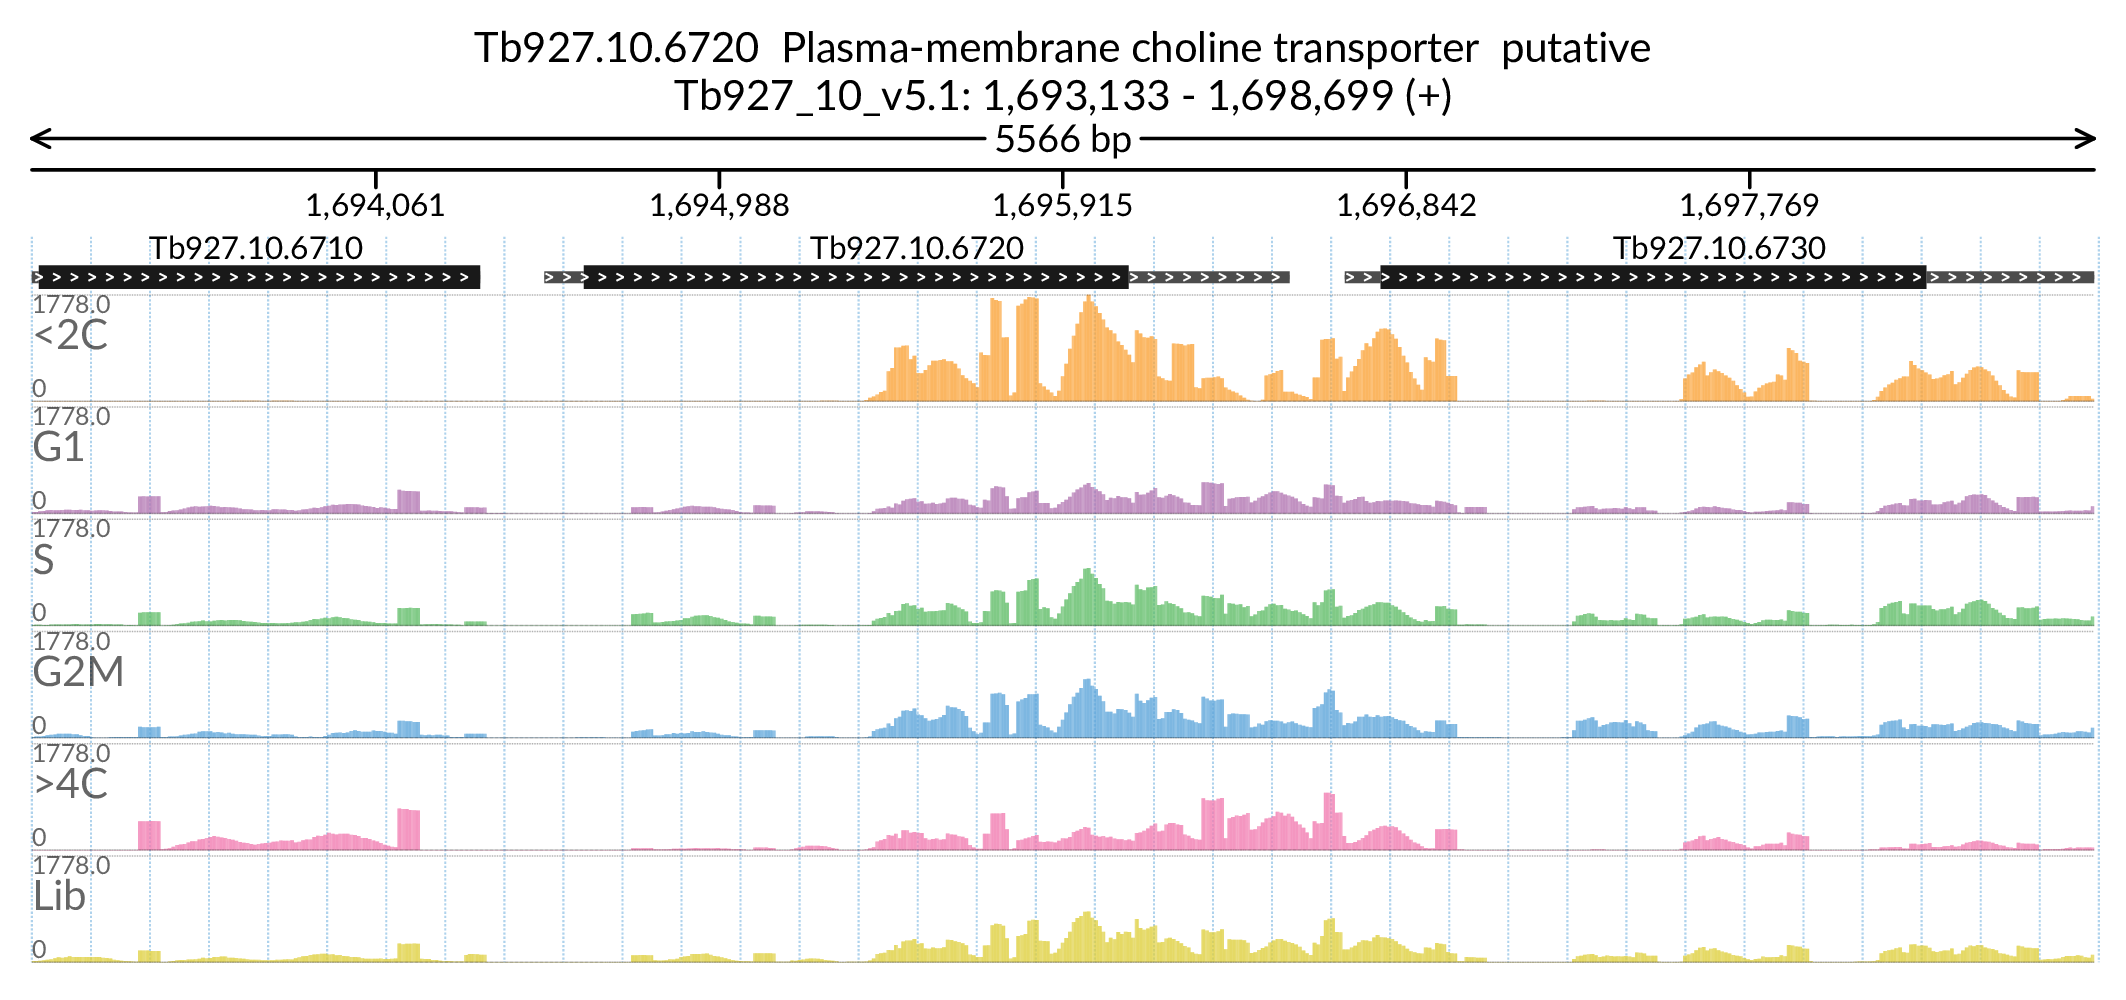 Tb927.10.6720  Plasma-membrane choline transporter  putative
Tb927_10_v5.1: 1,693,133 - 1,698,699 (+)
5566 bp
1,694,061 1,694,988 1,695,915 1,696,842 1,697,769
Tb927.10.6710 Tb927.10.6720 Tb927.10.6730
1778.0
<2C
0
1778.0
G1
0
1778.0
S
0
1778.0
G2M
0
1778.0
>4C
0
1778.0
Lib
0